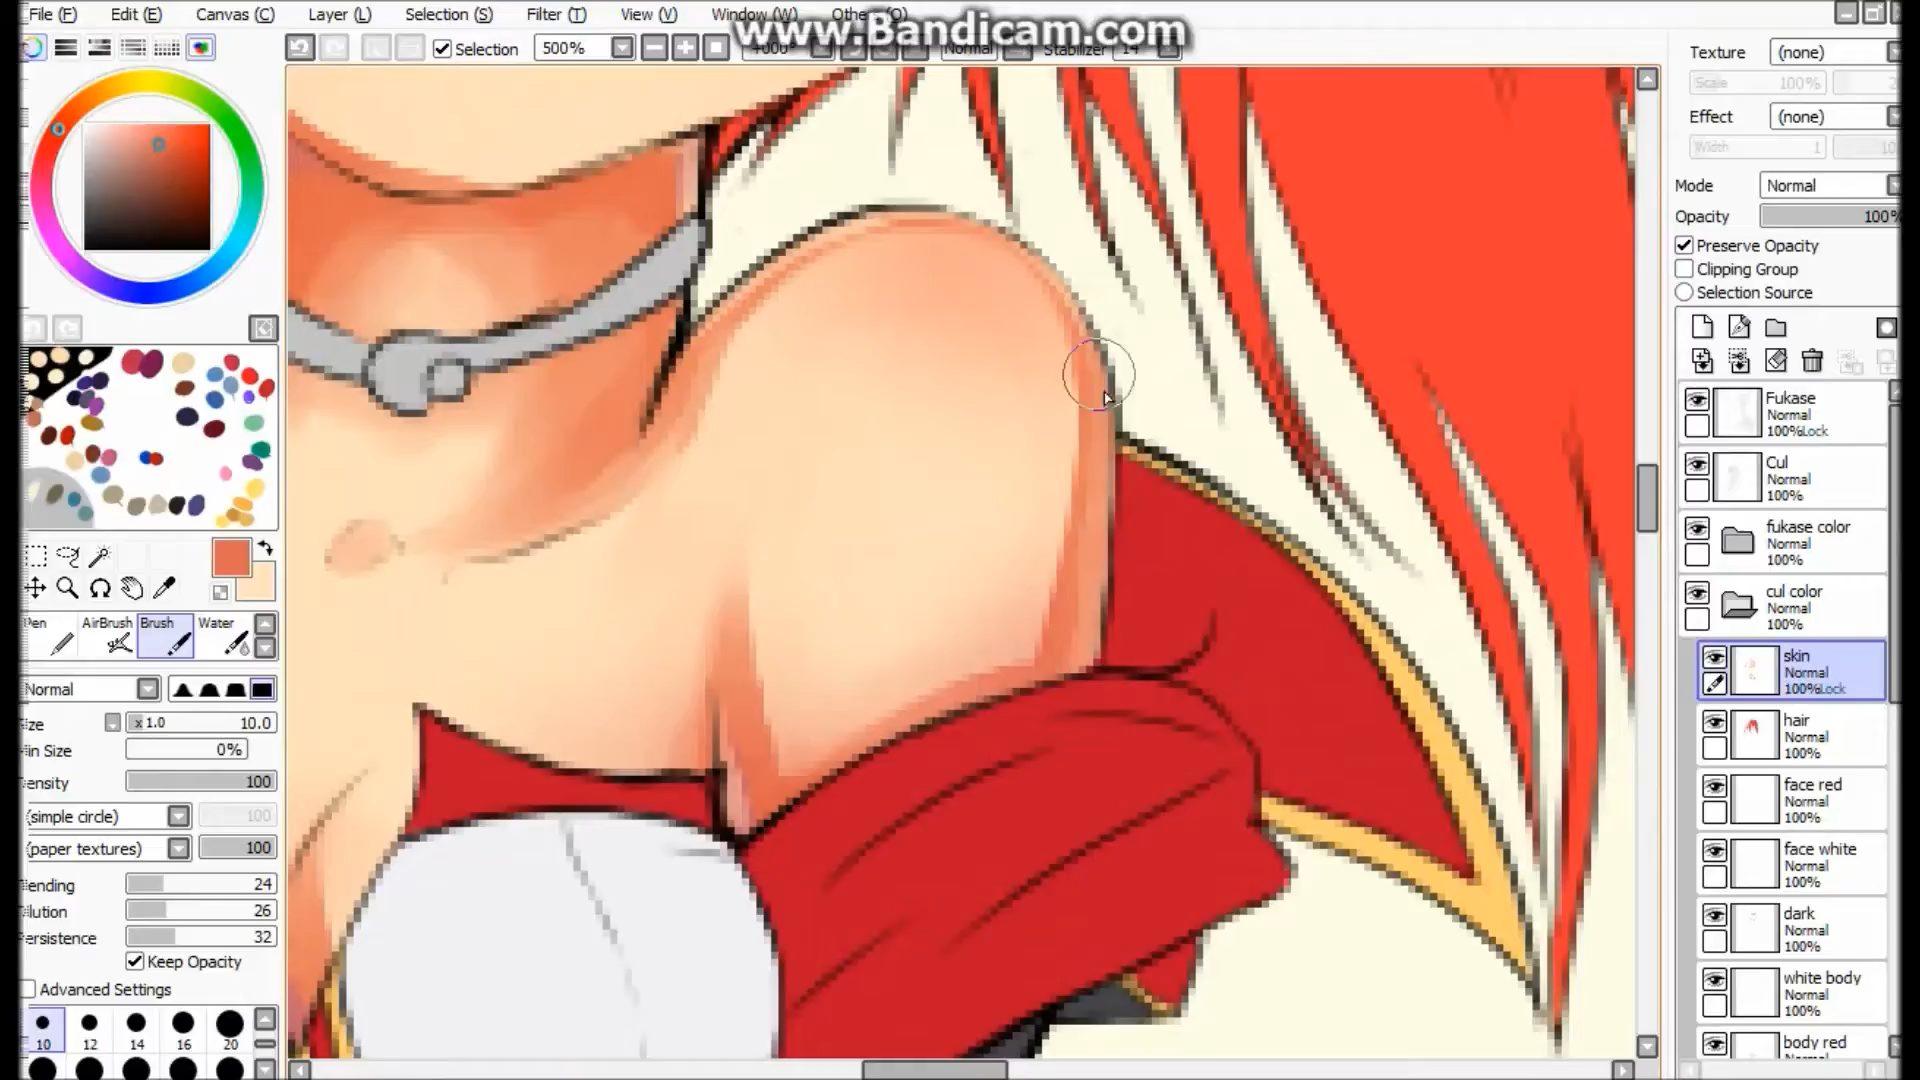 File (F) Edit (E) Canvas (C) Layer (L) Selection (S) Filter (T) View (V) Window (W) Othe (O)
www.Bandicam.com
Selection 500% +000° Normal Stabilizer 14
Texture (none)
Scale 100%
Effect (none)
Width 1
Mode Normal
Opacity 100%
Preserve Opacity
Clipping Group
Selection Source
Fukase
Normal
100%Lock
Cul
Normal
100%
fukase color
Normal
100%
cul color
Normal
100%
skin
Normal
100%Lock
hair
Normal
100%
face red
Normal
100%
face white
Normal
100%
dark
Normal
100%
white body
Normal
100%
body red
Normal
Pen AirBrush Brush Water
Normal
Size x 1.0 10.0
Min Size 0%
Density 100
(simple circle) 100
(paper textures) 100
Blending 24
Dilution 26
Persistence 32
Keep Opacity
Advanced Settings
10 12 14 16 20